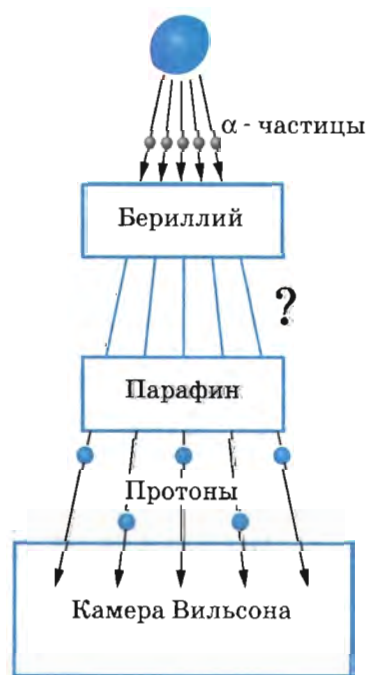 α - частицы
Бериллий
?
Парафин
Протоны
Камера Вильсона